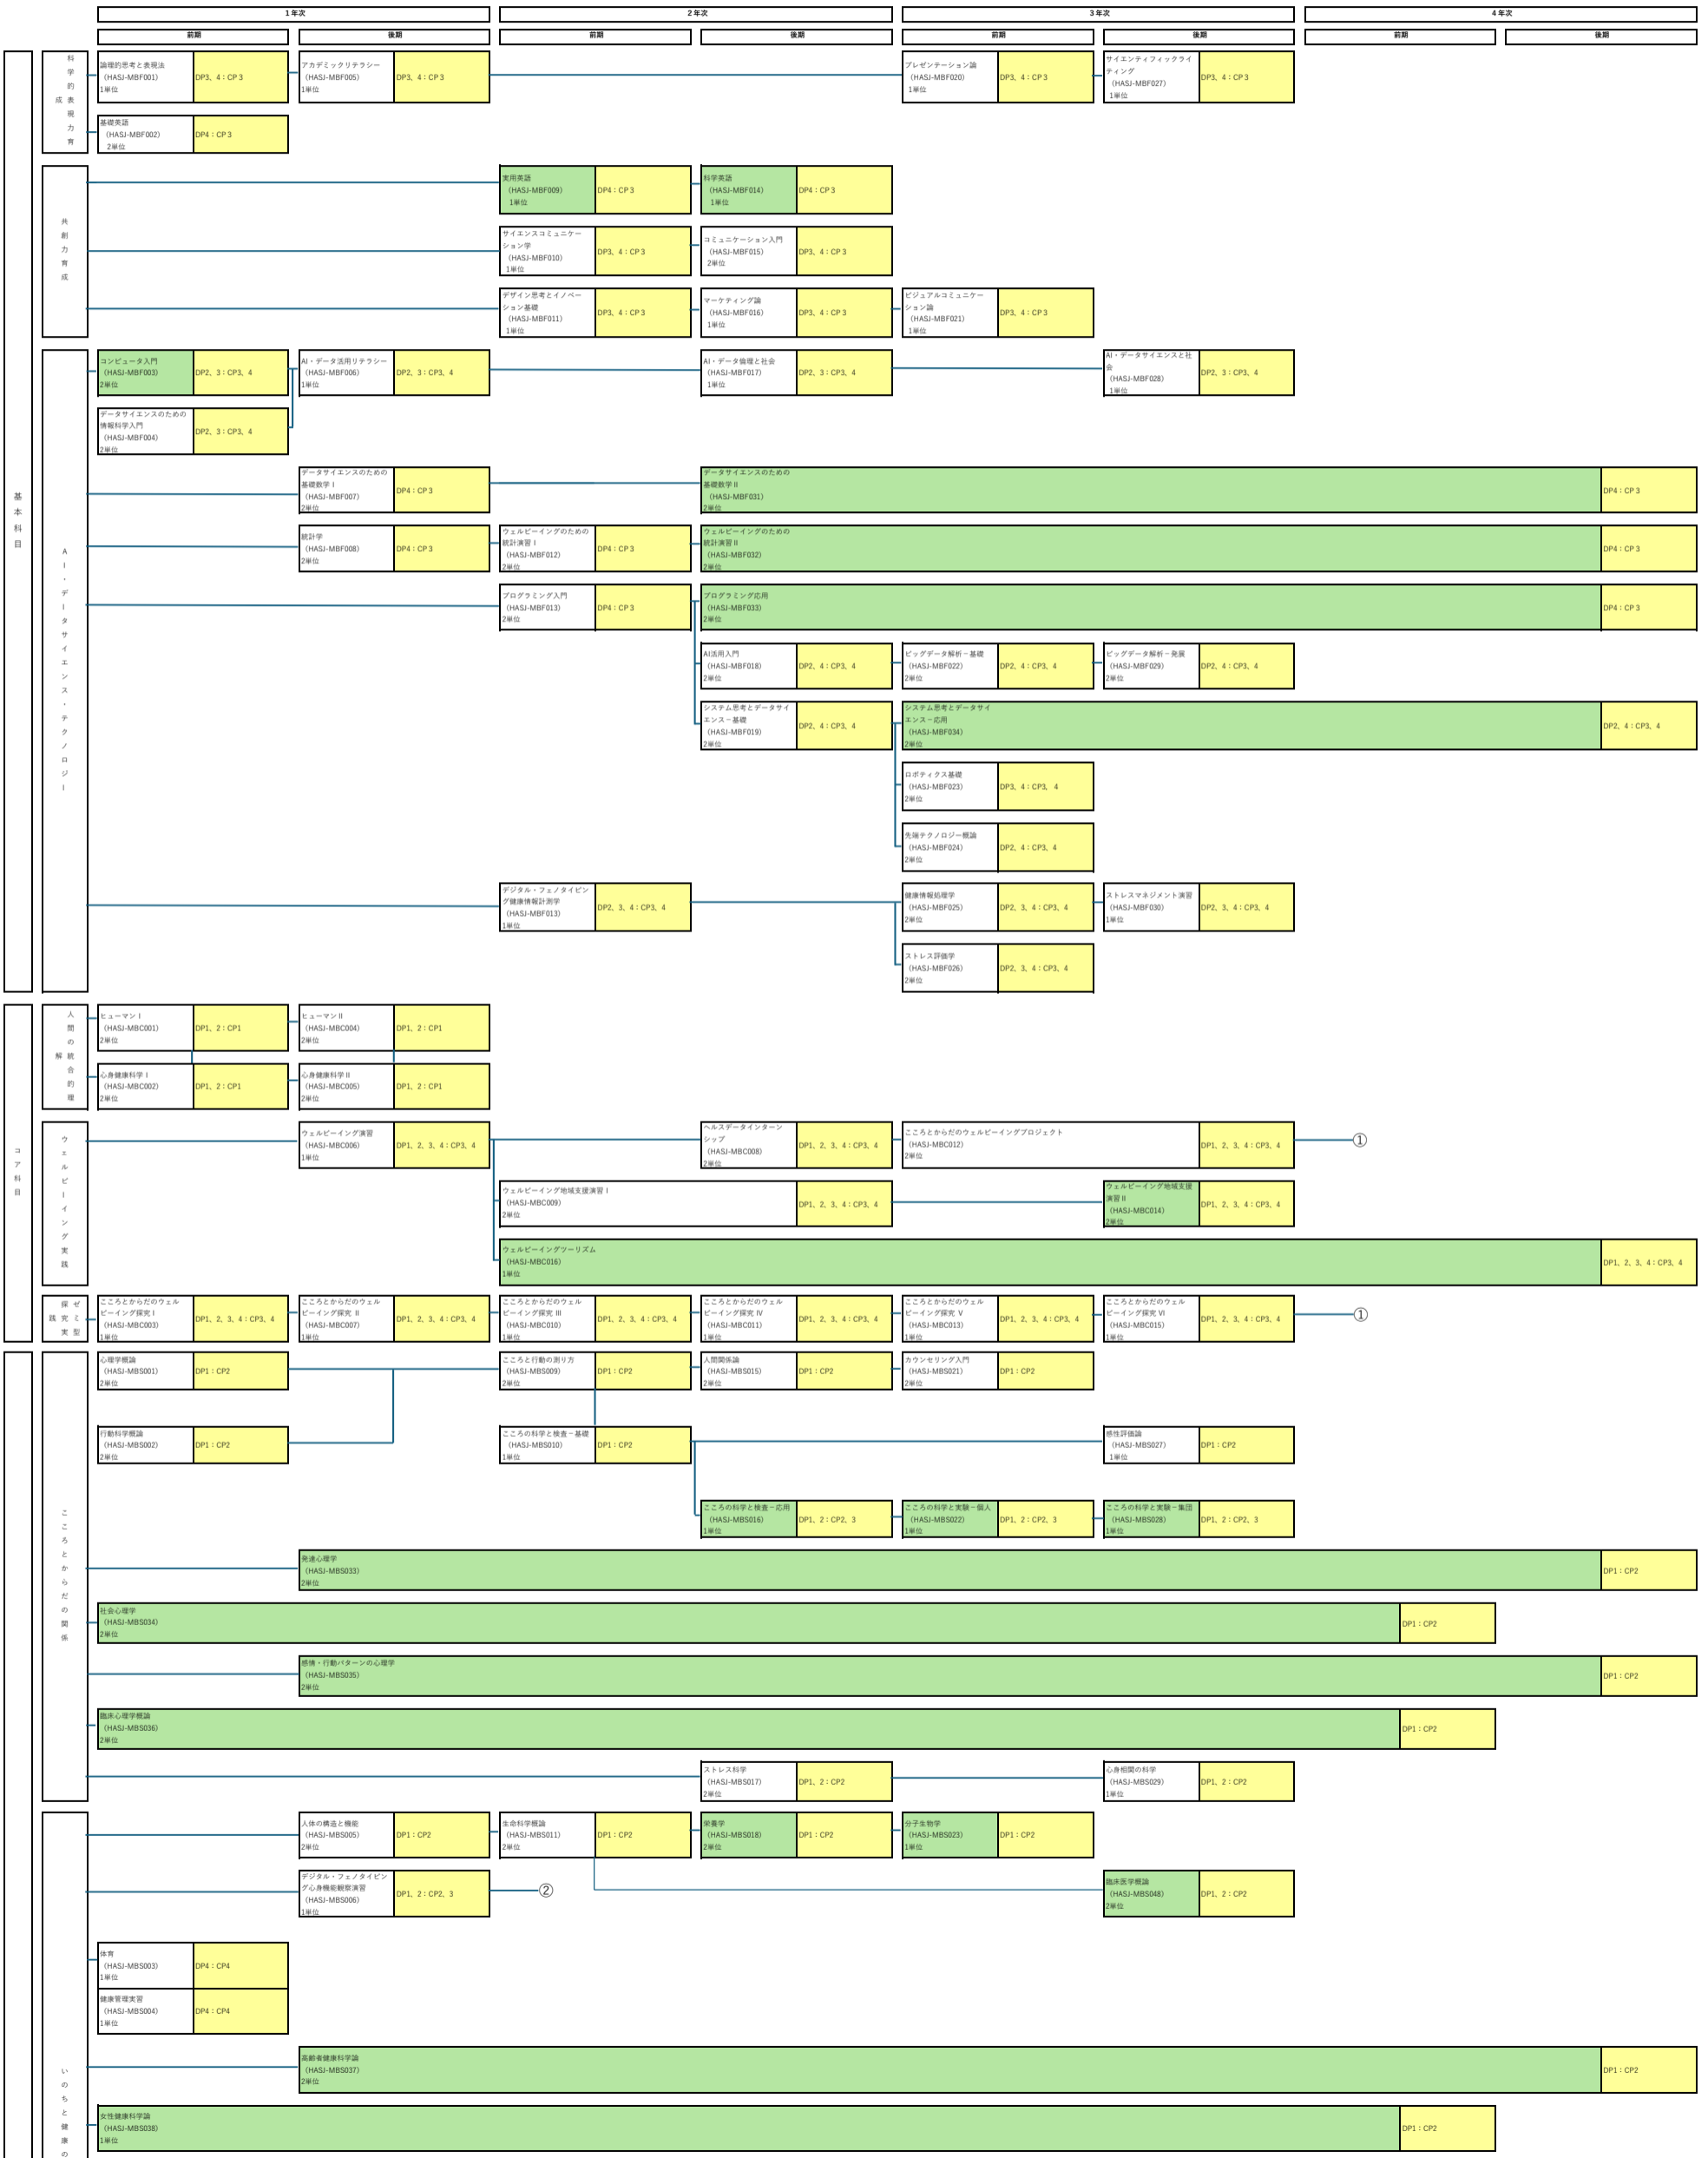 1年次
2年次
3年次
4年次
前期
後期
前期
後期
前期
後期
前期
後期
基本科目
科学的表現力育成
論理的思考と表現法
(HASJ-MBF001)
1単位
DP3、4：CP３
アカデミックリテラシー
(HASJ-MBF005)
1単位
DP3、4：CP３
プレゼンテーション論
(HASJ-MBF020)
1単位
DP3、4：CP３
サイエンティフィックライ
ティング
(HASJ-MBF027)
1単位
DP3、4：CP３
基礎英語
(HASJ-MBF002)
2単位
DP4：CP３
共創力育成
実用英語
(HASJ-MBF009)
1単位
DP4：CP３
科学英語
(HASJ-MBF014)
1単位
DP4：CP３
サイエンスコミュニケー
ション学
(HASJ-MBF010)
1単位
DP3、4：CP３
コミュニケーション入門
(HASJ-MBF015)
2単位
DP3、4：CP３
デザイン思考とイノベー
ション基礎
(HASJ-MBF011)
1単位
DP3、4：CP３
マーケティング論
(HASJ-MBF016)
1単位
DP3、4：CP３
ビジュアルコミュニケー
ション論
(HASJ-MBF021)
1単位
DP3、4：CP３
AI・データサイエンス・テクノロジー
コンピュータ入門
(HASJ-MBF003)
2単位
DP2、3：CP3、4
AI・データ活用リテラシー
(HASJ-MBF006)
1単位
DP2、3：CP3、4
AI・データ倫理と社会
(HASJ-MBF017)
1単位
DP2、3：CP3、4
AI・データサイエンスと社
会
(HASJ-MBF028)
1単位
DP2、3：CP3、4
データサイエンスのための
情報科学入門
(HASJ-MBF004)
2単位
DP2、3：CP3、4
データサイエンスのための
基礎数学Ⅰ
(HASJ-MBF007)
2単位
DP4：CP３
データサイエンスのための
基礎数学Ⅱ
(HASJ-MBF031)
2単位
DP4：CP３
統計学
(HASJ-MBF008)
2単位
DP4：CP３
ウェルビーイングのための
統計演習Ⅰ
(HASJ-MBF012)
2単位
DP4：CP３
ウェルビーイングのための
統計演習Ⅱ
(HASJ-MBF032)
2単位
DP4：CP３
プログラミング入門
(HASJ-MBF013)
2単位
DP4：CP３
プログラミング応用
(HASJ-MBF033)
2単位
DP4：CP３
AI活用入門
(HASJ-MBF018)
2単位
DP2、4：CP3、4
ビッグデータ解析－基礎
(HASJ-MBF022)
2単位
DP2、4：CP3、4
ビッグデータ解析－発展
(HASJ-MBF029)
2単位
DP2、4：CP3、4
システム思考とデータサイ
エンス－基礎
(HASJ-MBF019)
2単位
DP2、4：CP3、4
システム思考とデータサイ
エンス－応用
(HASJ-MBF034)
2単位
DP2、4：CP3、4
ロボティクス基礎
(HASJ-MBF023)
2単位
DP3、4：CP3、4
先端テクノロジー概論
(HASJ-MBF024)
2単位
DP2、4：CP3、4
デジタル・フェノタイピン
グ健康情報計測学
(HASJ-MBF013)
1単位
DP2、3、4：CP3、4
健康情報処理学
(HASJ-MBF025)
2単位
DP2、3、4：CP3、4
ストレスマネジメント演習
(HASJ-MBF030)
1単位
DP2、3、4：CP3、4
ストレス評価学
(HASJ-MBF026)
2単位
DP2、3、4：CP3、4
コア科目
人間の統合的理解
ヒューマンⅠ
(HASJ-MBC001)
2単位
DP1、2：CP1
ヒューマンⅡ
(HASJ-MBC004)
2単位
DP1、2：CP1
心身健康科学Ⅰ
(HASJ-MBC002)
2単位
DP1、2：CP1
心身健康科学Ⅱ
(HASJ-MBC005)
2単位
DP1、2：CP1
ウェルビーイング実践
ウェルビーイング演習
(HASJ-MBC006)
1単位
DP1、2、3、4：CP3、4
ヘルスデータインターン
シップ
(HASJ-MBC008)
2単位
DP1、2、3、4：CP3、4
こころとからだのウェルビーイングプロジェクト
(HASJ-MBC012)
2単位
DP1、2、3、4：CP3、4
①
ウェルビーイング地域支援演習Ⅰ
(HASJ-MBC009)
2単位
DP1、2、3、4：CP3、4
ウェルビーイング地域支援
演習Ⅱ
(HASJ-MBC014)
2単位
DP1、2、3、4：CP3、4
ウェルビーイングツーリズム
(HASJ-MBC016)
1単位
DP1、2、3、4：CP3、4
探究と実践型ゼ
こころとからだのウェル
ビーイング探究Ⅰ
(HASJ-MBC003)
1単位
DP1、2、3、4：CP3、4
こころとからだのウェル
ビーイング探究 Ⅱ
(HASJ-MBC007)
1単位
DP1、2、3、4：CP3、4
こころとからだのウェル
ビーイング探究 Ⅲ
(HASJ-MBC010)
1単位
DP1、2、3、4：CP3、4
こころとからだのウェル
ビーイング探究 Ⅳ
(HASJ-MBC011)
1単位
DP1、2、3、4：CP3、4
こころとからだのウェル
ビーイング探究 Ⅴ
(HASJ-MBC013)
1単位
DP1、2、3、4：CP3、4
こころとからだのウェル
ビーイング探究 Ⅵ
(HASJ-MBC015)
1単位
DP1、2、3、4：CP3、4
①
こころとからだの関係
心理学概論
(HASJ-MBS001)
2単位
DP1：CP2
こころと行動の測り方
(HASJ-MBS009)
2単位
DP1：CP2
人間関係論
(HASJ-MBS015)
2単位
DP1：CP2
カウンセリング入門
(HASJ-MBS021)
2単位
DP1：CP2
行動科学概論
(HASJ-MBS002)
2単位
DP1：CP2
こころの科学と検査－基礎
(HASJ-MBS010)
1単位
DP1：CP2
感性評価論
(HASJ-MBS027)
1単位
DP1：CP2
こころの科学と検査－応用
(HASJ-MBS016)
1単位
DP1、2：CP2、3
こころの科学と実験－個人
(HASJ-MBS022)
1単位
DP1、2：CP2、3
こころの科学と実験－集団
(HASJ-MBS028)
1単位
DP1、2：CP2、3
発達心理学
(HASJ-MBS033)
2単位
DP1：CP2
社会心理学
(HASJ-MBS034)
2単位
DP1：CP2
感情・行動パターンの心理学
(HASJ-MBS035)
2単位
DP1：CP2
臨床心理学概論
(HASJ-MBS036)
2単位
DP1：CP2
ストレス科学
(HASJ-MBS017)
2単位
DP1、2：CP2
心身相関の科学
(HASJ-MBS029)
1単位
DP1、2：CP2
いのちと健康の
人体の構造と機能
(HASJ-MBS005)
2単位
DP1：CP2
生命科学概論
(HASJ-MBS011)
2単位
DP1：CP2
栄養学
(HASJ-MBS018)
2単位
DP1：CP2
分子生物学
(HASJ-MBS023)
1単位
DP1：CP2
デジタル・フェノタイピン
グ心身機能観察演習
(HASJ-MBS006)
1単位
DP1、2：CP2、3
②
臨床医学概論
(HASJ-MBS048)
2単位
DP1、2：CP2
体育
(HASJ-MBS003)
1単位
DP4：CP4
健康管理実習
(HASJ-MBS004)
1単位
DP4：CP4
高齢者健康科学論
(HASJ-MBS037)
2単位
DP1：CP2
女性健康科学論
(HASJ-MBS038)
1単位
DP1：CP2